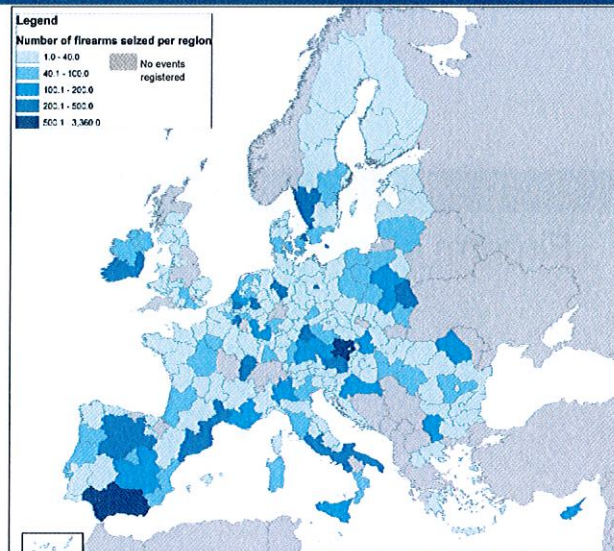 Legend
Number of firearms seized per region
1.0 - 40.0
40.1 - 100.0
100.1 - 200.0
200.1 - 500.0
500.1 - 3,360.0
No events
registered